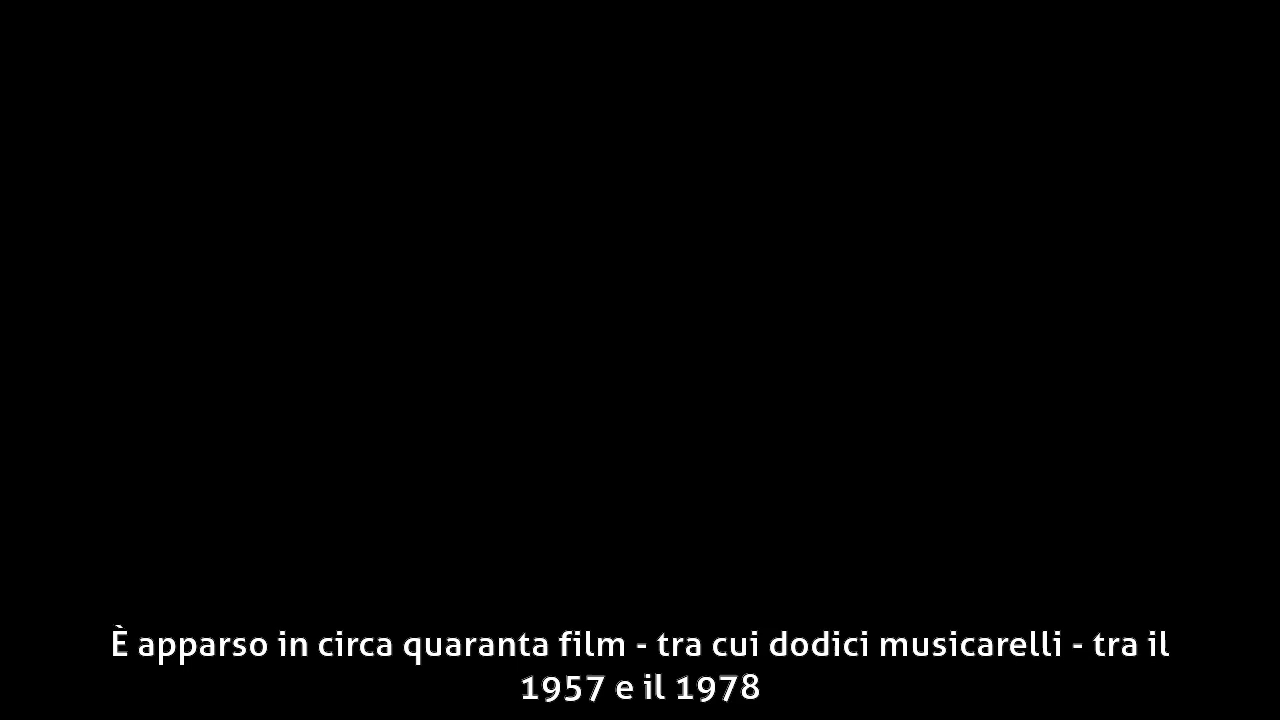 È apparso in circa quaranta film - tra cui dodici musicarelli - tra il
1957 e il 1978